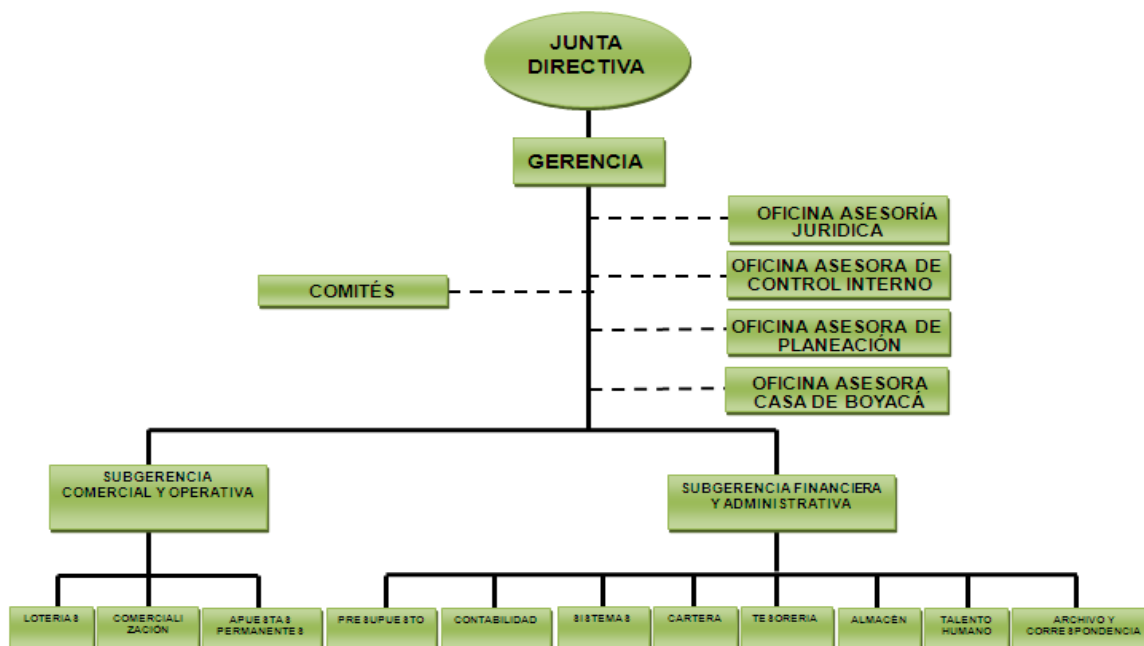 JUNTA
DIRECTIVA
GERENCIA
OFICINA ASESORÍA
JURIDICA
OFICINA ASESORA DE
CONTROL INTERNO
COMITÉS
OFICINA ASESORA DE
PLANEACIÓN
OFICINA ASESORA
CASA DE BOYACÁ
SUBGERENCIA
COMERCIAL Y OPERATIVA
SUBGERENCIA FINANCIERA
Y ADMINISTRATIVA
LOTERIAS
COMERCIALI
ZACIÓN
APUESTAS
PERMANENTES
PRESUPUESTO
CONTABILIDAD
SISTEMAS
CARTERA
TESORERIA
ALMACÉN
TALENTO
HUMANO
ARCHIVO Y
CORRESPONDENCIA